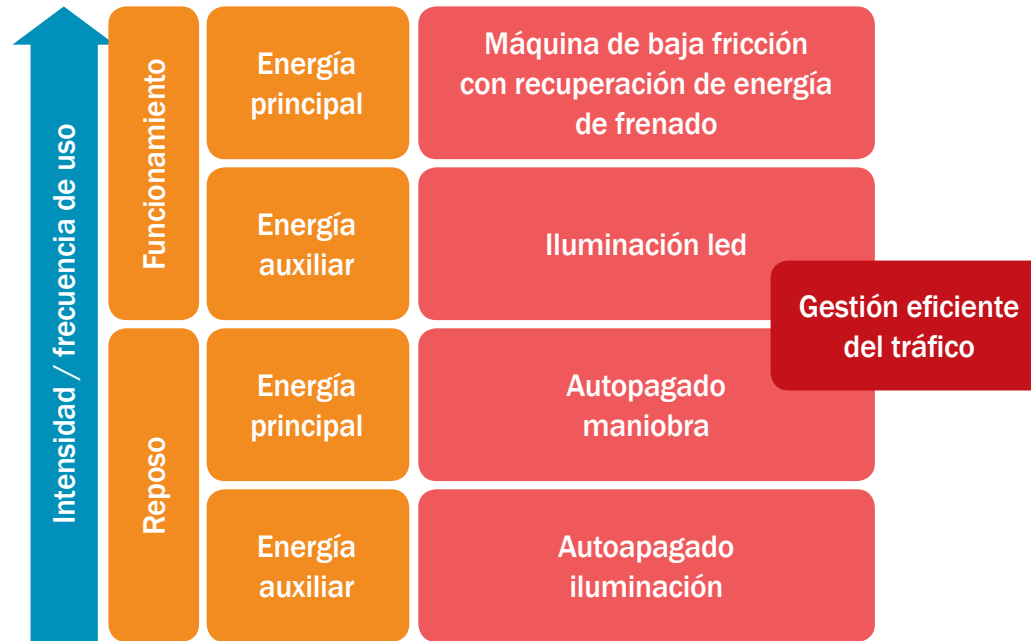 Intensidad / frecuencia de uso
Funcionamiento
Energía
principal
Máquina de baja fricción
con recuperación de energía
de frenado
Energía
auxiliar
Iluminación led
Gestión eficiente
del tráfico
Reposo
Energía
principal
Autopagado
maniobra
Energía
auxiliar
Autoapagado
iluminación